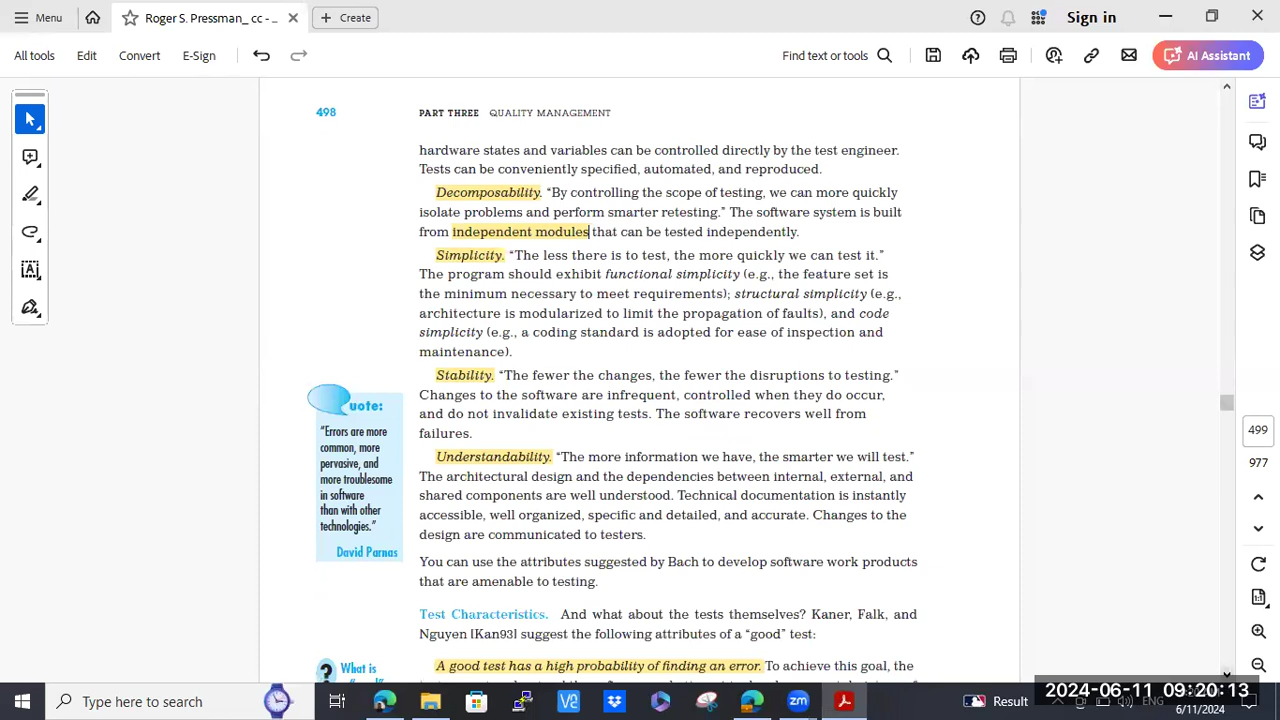 Menu
Roger S. Pressman_ cc - ...
Create
Sign in
All tools
Edit
Convert
E-Sign
Find text or tools
AI Assistant
498
PART THREE QUALITY MANAGEMENT
hardware states and variables can be controlled directly by the test engineer.
Tests can be conveniently specified, automated, and reproduced.
Decomposability. “By controlling the scope of testing, we can more quickly
isolate problems and perform smarter retesting.” The software system is built
from independent modules that can be tested independently.
Simplicity. “The less there is to test, the more quickly we can test it.”
The program should exhibit functional simplicity (e.g., the feature set is
the minimum necessary to meet requirements); structural simplicity (e.g.,
architecture is modularized to limit the propagation of faults), and code
simplicity (e.g., a coding standard is adopted for ease of inspection and
maintenance).
Stability. “The fewer the changes, the fewer the disruptions to testing.”
Changes to the software are infrequent, controlled when they do occur,
and do not invalidate existing tests. The software recovers well from
failures.
Understandability. “The more information we have, the smarter we will test.”
The architectural design and the dependencies between internal, external, and
shared components are well understood. Technical documentation is instantly
accessible, well organized, specific and detailed, and accurate. Changes to the
design are communicated to testers.
You can use the attributes suggested by Bach to develop software work products
that are amenable to testing.
Test Characteristics. And what about the tests themselves? Kaner, Falk, and
Nguyen [Kan93] suggest the following attributes of a “good” test:
A good test has a high probability of finding an error. To achieve this goal, the
uote:
“Errors are more
common, more
pervasive, and
more troublesome
in software
than with other
technologies.”
David Parnas
? What is
499
977
Type here to search
Result
ENG
2024-06-11 09:20:13
6/11/2024